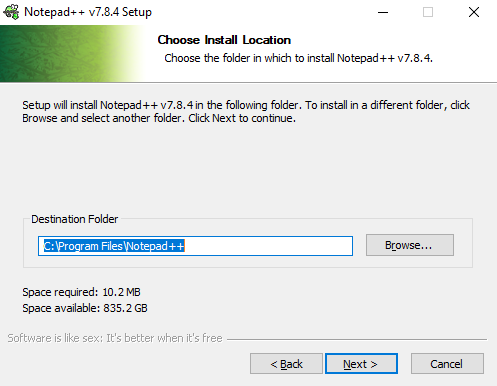 Notepad++ v7.8.4 Setup
Choose Install Location
Choose the folder in which to install Notepad++ v7.8.4.
Setup will install Notepad++ v7.8.4 in the following folder. To install in a different folder, click
Browse and select another folder. Click Next to continue.
Destination Folder
C:\Program Files\Notepad++
Browse...
Space required: 10.2 MB
Space available: 835.2 GB
Software is like sex: It's better when it's free
< Back
Next >
Cancel